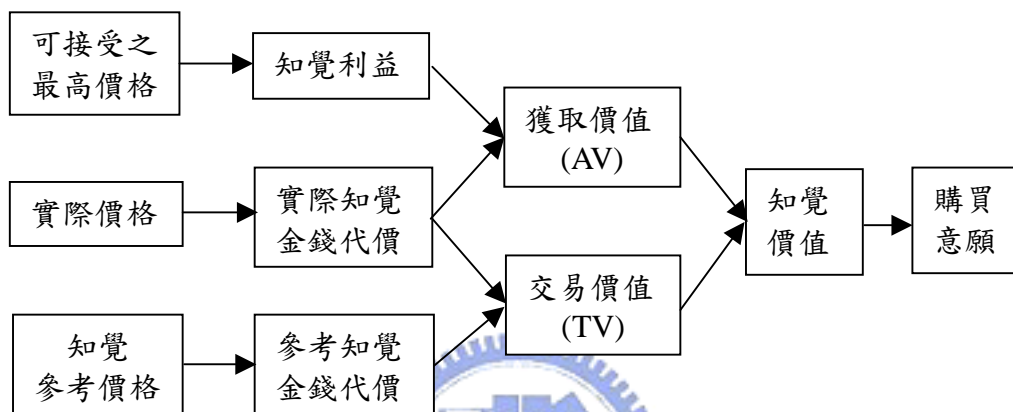 可接受之
最高價格
知覺利益
獲取價值
(AV)
實際價格
實際知覺
金錢代價
知覺
價值
購買
意願
交易價值
(TV)
知覺
參考價格
參考知覺
金錢代價